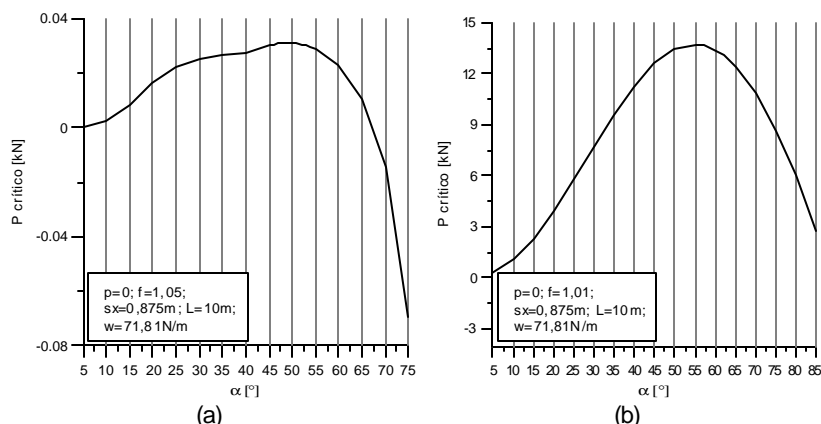 0.04
0
-0.04
-0.08
P crítico [kN]
p=0; f=1,05;
sx=0,875m; L=10m;
w=71,81N/m
5 10 15 20 25 30 35 40 45 50 55 60 65 70 75
α [°]
(a)
15
12
9
6
3
0
-3
P crítico [kN]
p=0; f=1,01;
sx=0,875m; L=10m;
w=71,81N/m
5 10 15 20 25 30 35 40 45 50 55 60 65 70 75 80 85
α [°]
(b)